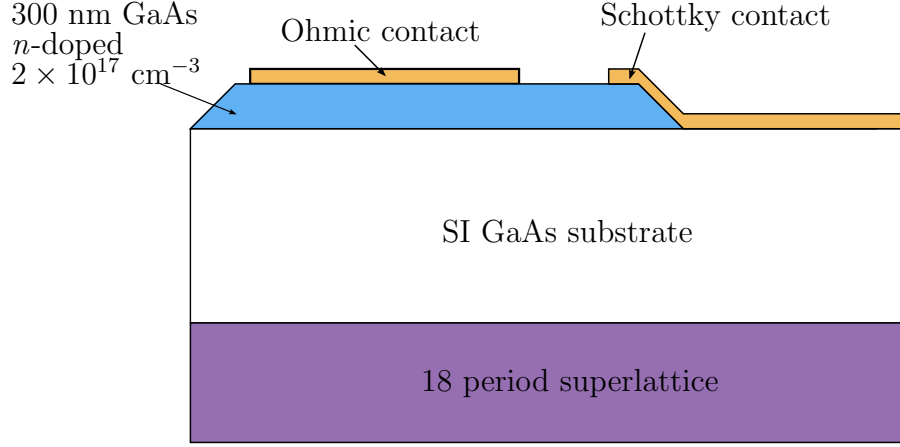 300 nm GaAs
n-doped
2 × 10¹⁷ cm⁻³
Ohmic contact
Schottky contact
SI GaAs substrate
18 period superlattice